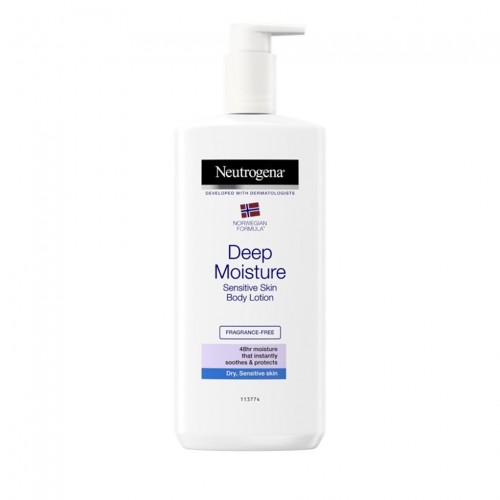 Neutrogena®
DEVELOPED WITH DERMATOLOGISTS
NORWEGIAN
FORMULA®
Deep
Moisture
Sensitive Skin
Body Lotion
FRAGRANCE-FREE
48hr moisture
that instantly
soothes & protects
Dry, Sensitive skin
113774